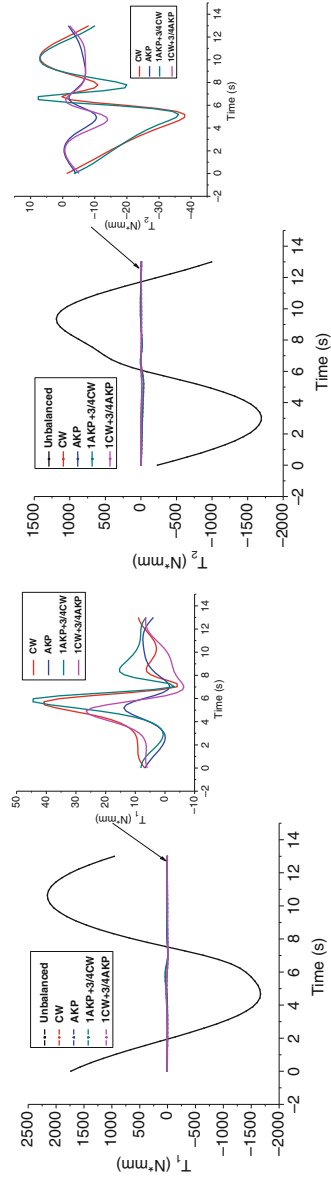 T₁ (N*mm)
2500
2000
1500
1000
500
0
−500
−1000
−1500
−2000
Unbalanced
CW
AKP
1AKP+3/4CW
1CW+3/4AKP
−2 0 2 4 6 8 10 12 14
Time (s)
T₁ (N*mm)
50
40
30
20
10
0
−10
CW
AKP
1AKP+3/4CW
1CW+3/4AKP
−2 0 2 4 6 8 10 12 14
Time (s)
T₂ (N*mm)
1500
1000
500
0
−500
−1000
−1500
−2000
Unbalanced
CW
AKP
1AKP+3/4CW
1CW+3/4AKP
−2 0 2 4 6 8 10 12 14
Time (s)
T₂ (N*mm)
10
0
−10
−20
−30
−40
CW
AKP
1AKP+3/4CW
1CW+3/4AKP
−2 0 2 4 6 8 10 12 14
Time (s)